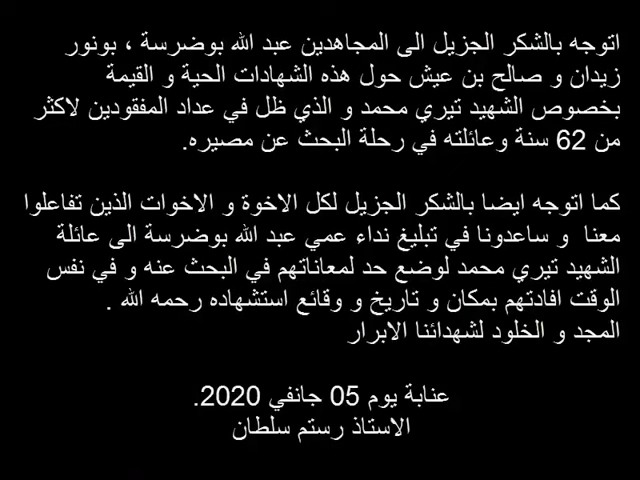 اتوجه بالشكر الجزيل الى المجاهدين عبد الله بوضرسة ، بونور
زيدان و صالح بن عيش حول هذه الشهادات الحية و القيمة
بخصوص الشهيد تيري محمد و الذي ظل في عداد المفقودين لاكثر
من 62 سنة وعائلته في رحلة البحث عن مصيره.
كما اتوجه ايضا بالشكر الجزيل لكل الاخوة و الاخوات الذين تفاعلوا
معنا و ساعدونا في تبليغ نداء عمي عبد الله بوضرسة الى عائلة
الشهيد تيري محمد لوضع حد لمعاناتهم في البحث عنه و في نفس
الوقت افادتهم بمكان و تاريخ و وقائع استشهاده رحمه الله .
المجد و الخلود لشهدائنا الابرار
عنابة يوم 05 جانفي 2020.
الاستاذ رستم سلطان